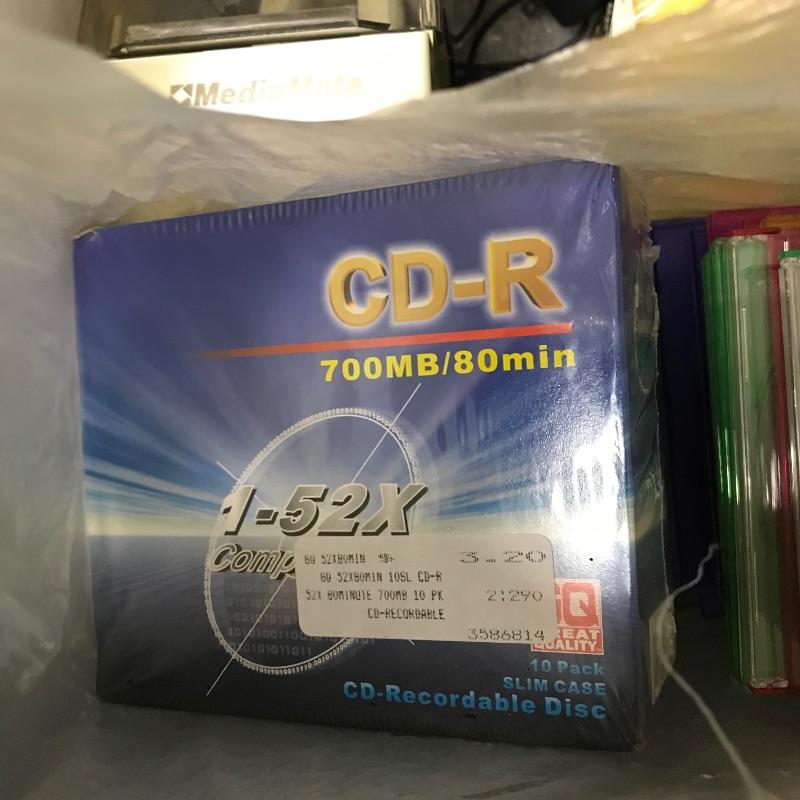 MediaMate
CD-R
700MB/80min
1-52X
Comp
GQ 52X80MIN 3.20
GQ 52X80MIN 10SL CD-R
52X 80MINUTE 700MB 10 PK 2:290
CD-RECORDABLE
3586814
GQ
GREAT
QUALITY
10 Pack
SLIM CASE
CD-Recordable Disc